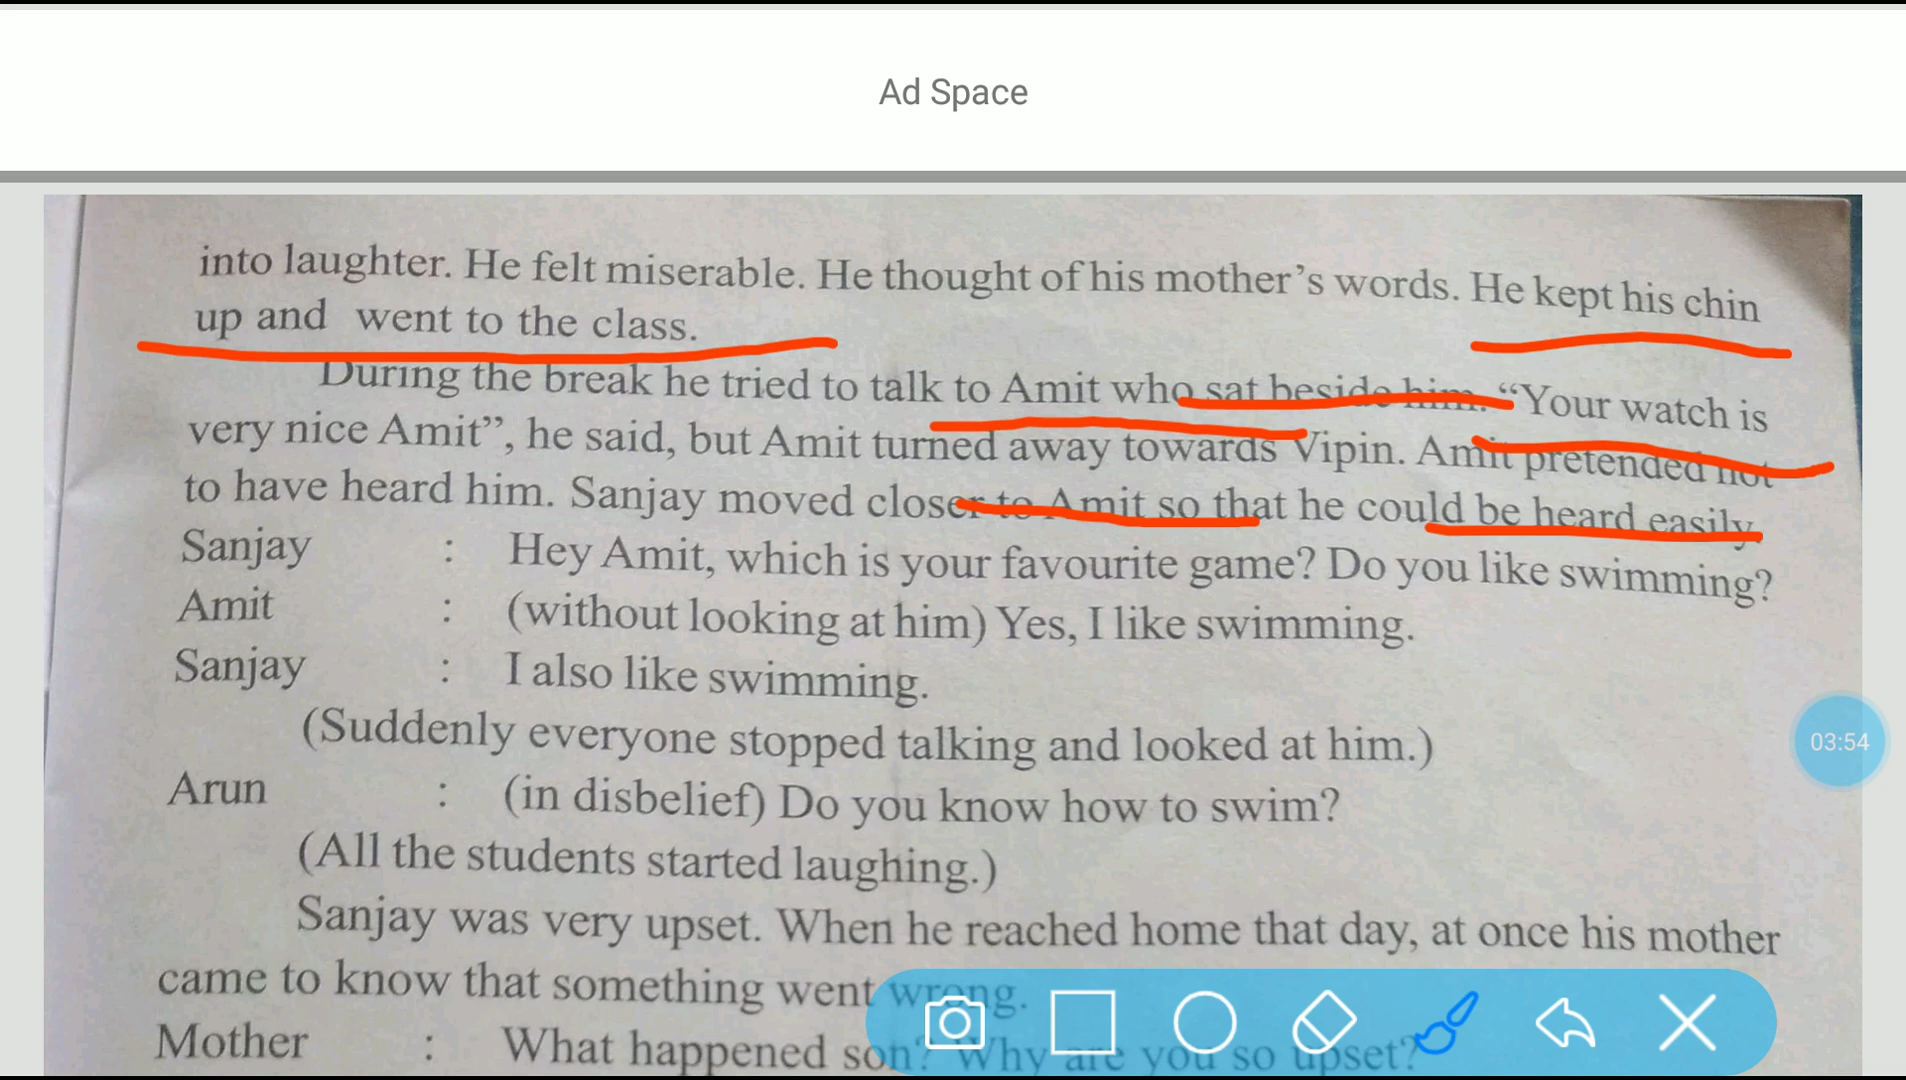 Ad Space
into laughter. He felt miserable. He thought of his mother's words. He kept his chin
up and went to the class.
During the break he tried to talk to Amit who sat beside him. “Your watch is
very nice Amit”, he said, but Amit turned away towards Vipin. Amit pretended not
to have heard him. Sanjay moved closer to Amit so that he could be heard easily.
Sanjay : Hey Amit, which is your favourite game? Do you like swimming?
Amit : (without looking at him) Yes, I like swimming.
Sanjay : I also like swimming.
(Suddenly everyone stopped talking and looked at him.)
03:54
Arun : (in disbelief) Do you know how to swim?
(All the students started laughing.)
Sanjay was very upset. When he reached home that day, at once his mother
came to know that something went wrong.
Mother : What happened son? Why are you so upset?